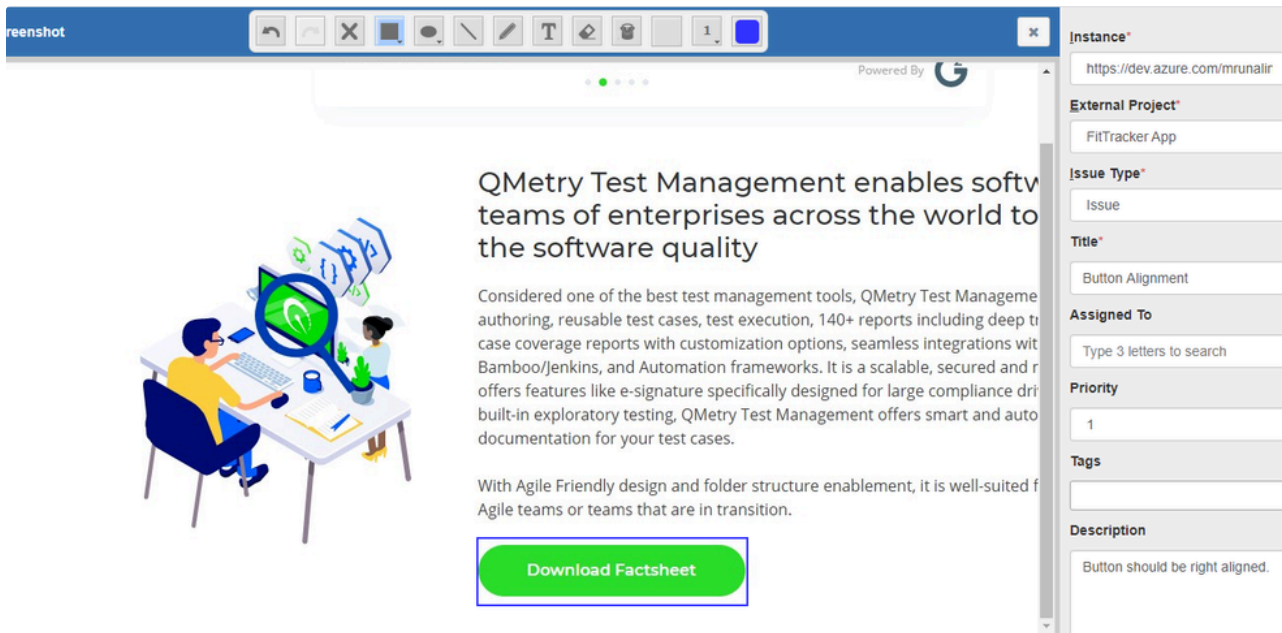 reenshot
T
1
Powered By G2
QMetry Test Management enables softw
teams of enterprises across the world to
the software quality
Considered one of the best test management tools, QMetry Test Manageme
authoring, reusable test cases, test execution, 140+ reports including deep tr
case coverage reports with customization options, seamless integrations wit
Bamboo/Jenkins, and Automation frameworks. It is a scalable, secured and r
offers features like e-signature specifically designed for large compliance dri
built-in exploratory testing, QMetry Test Management offers smart and auto
documentation for your test cases.
With Agile Friendly design and folder structure enablement, it is well-suited f
Agile teams or teams that are in transition.
Download Factsheet
Instance*
https://dev.azure.com/mrunalir
External Project*
FitTracker App
Issue Type*
Issue
Title*
Button Alignment
Assigned To
Type 3 letters to search
Priority
1
Tags
Description
Button should be right aligned.